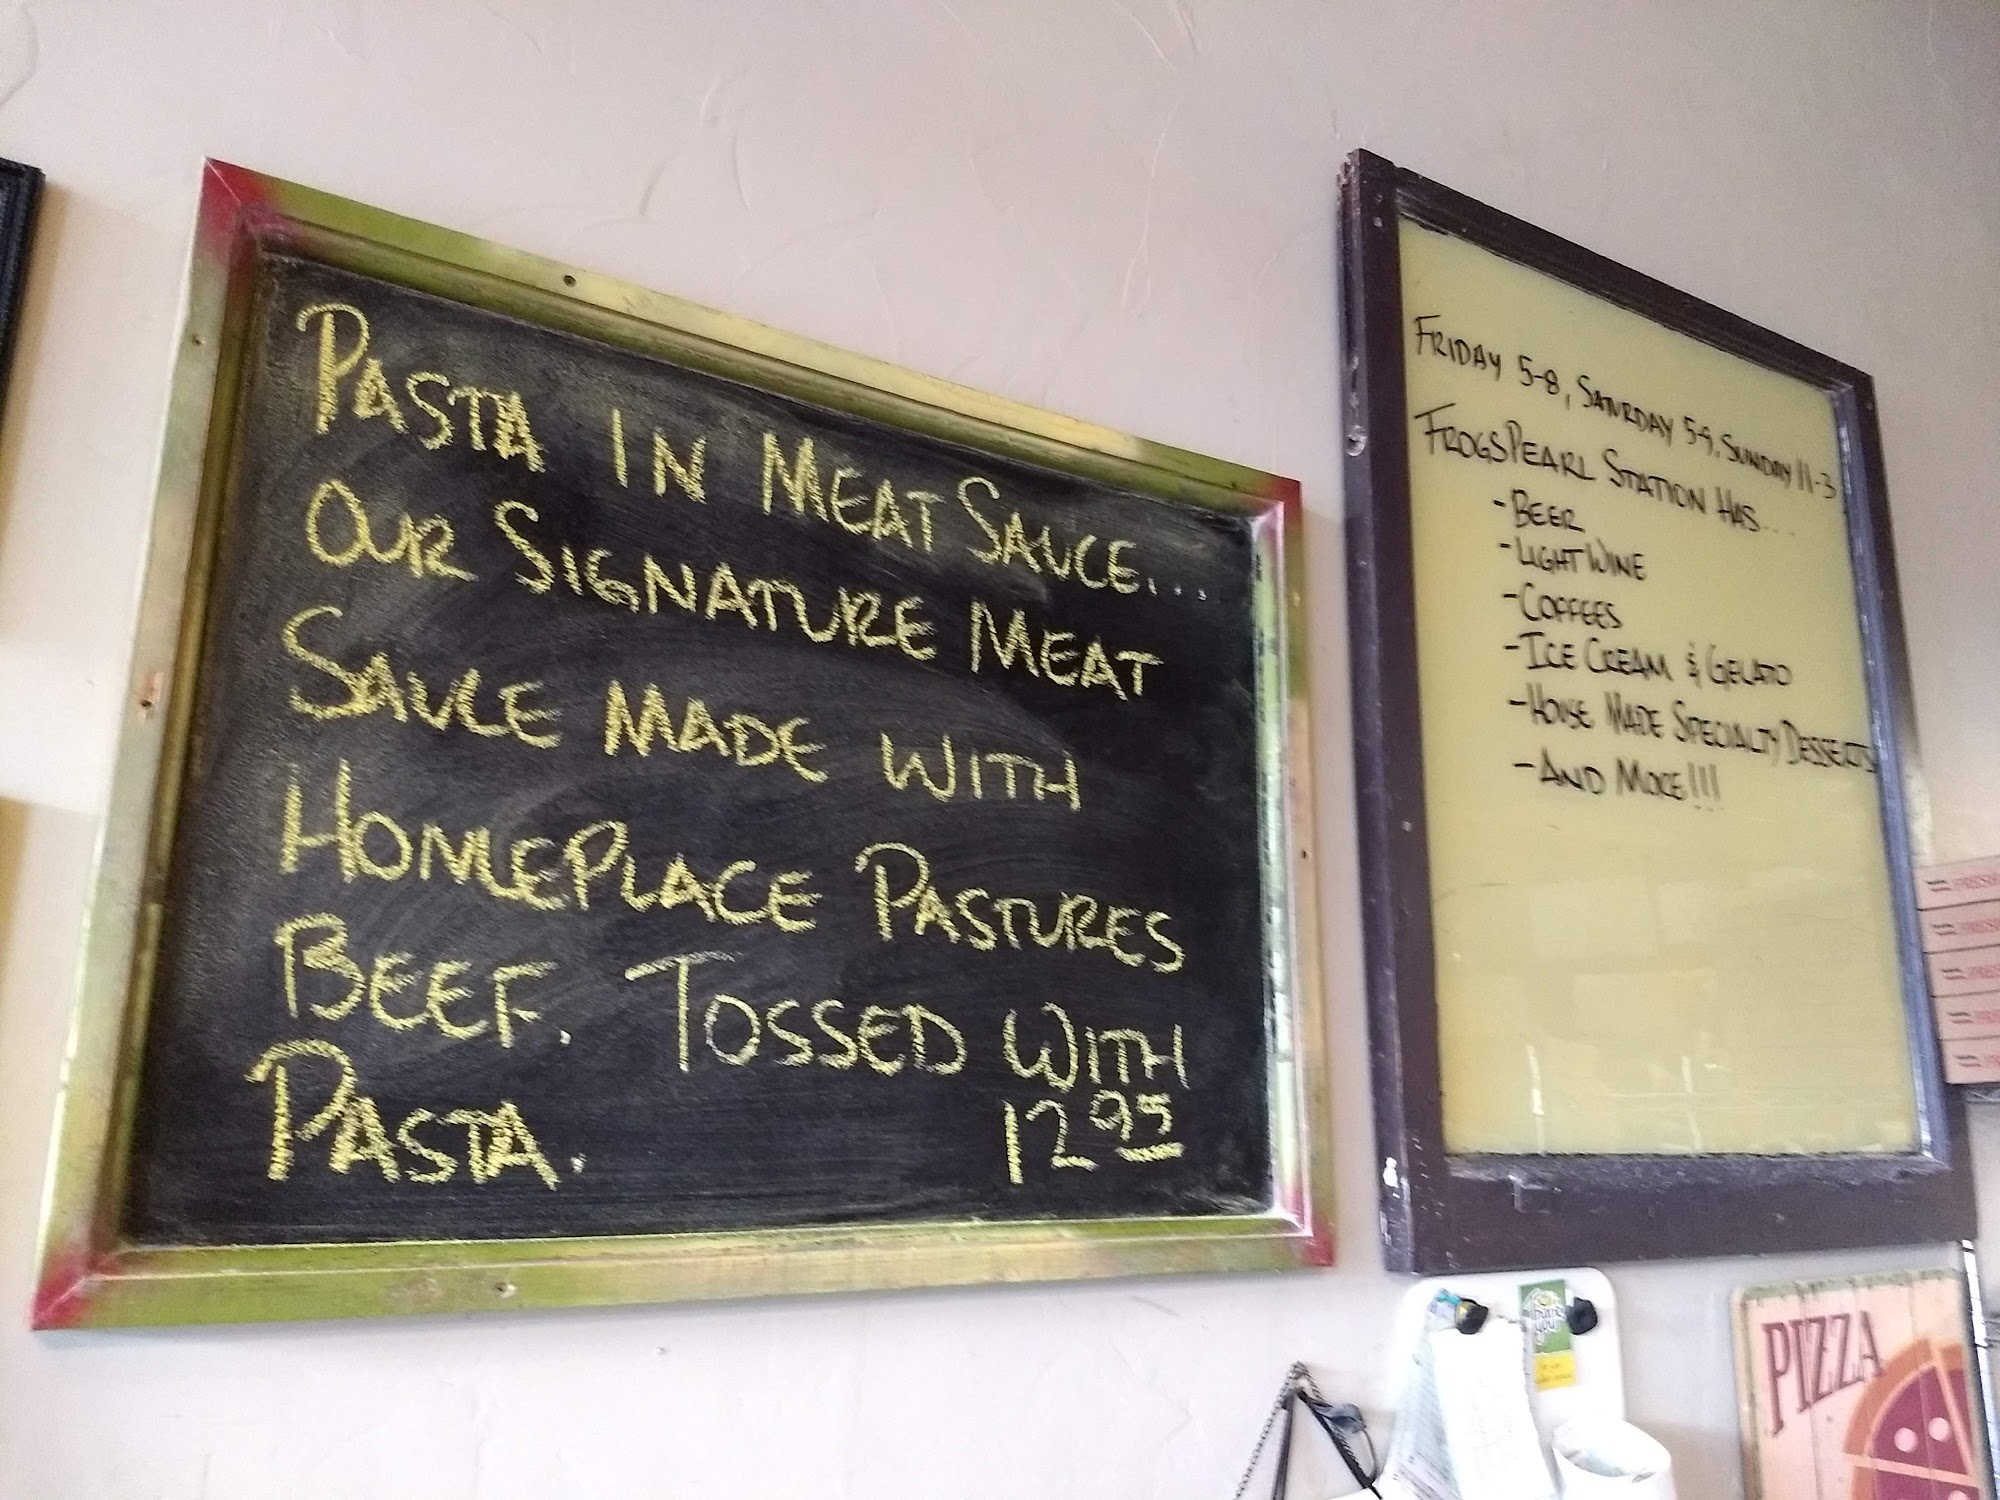 PASTA IN MEAT SAUCE...
OUR SIGNATURE MEAT
SAUCE MADE WITH
HOMEPLACE PASTURES
BEEF. TOSSED WITH
PASTA. 12 95
FRIDAY 5-8, SATURDAY 5-9, SUNDAY 11-3
FROGSPEARL STATION HAS...
-BEER
-LIGHT WINE
-COFFEES
-ICE CREAM & GELATO
-HOUSE MADE SPECIALTY DESSERTS
-AND MORE!!!
FRESH
PIZZA